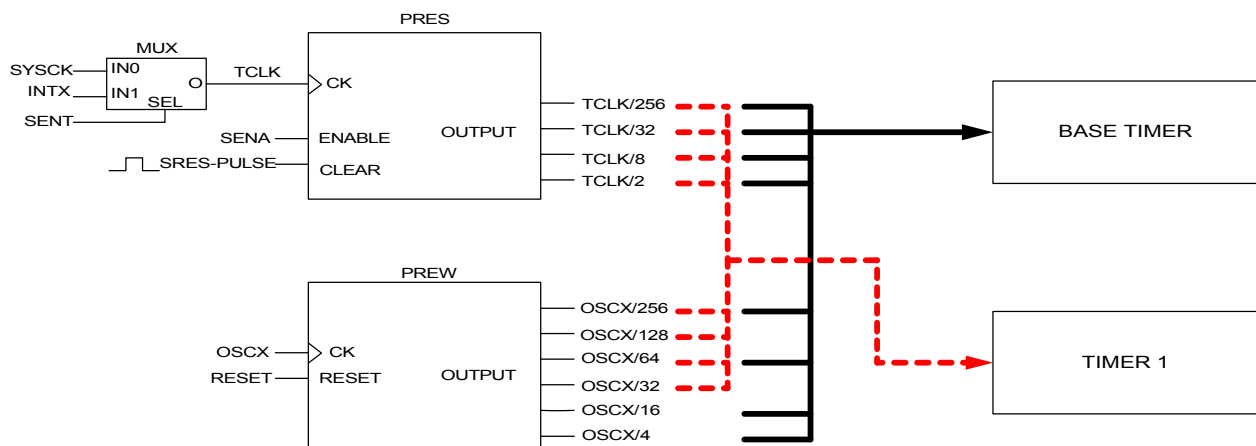 PRES
MUX
SYSCK
IN0
O
TCLK
CK
INTX
IN1
SEL
SENT
SENA
ENABLE
OUTPUT
SRES-PULSE
CLEAR
TCLK/256
TCLK/32
TCLK/8
TCLK/2
BASE TIMER
PREW
OSCX
CK
RESET
RESET
OUTPUT
OSCX/256
OSCX/128
OSCX/64
OSCX/32
OSCX/16
OSCX/4
TIMER 1